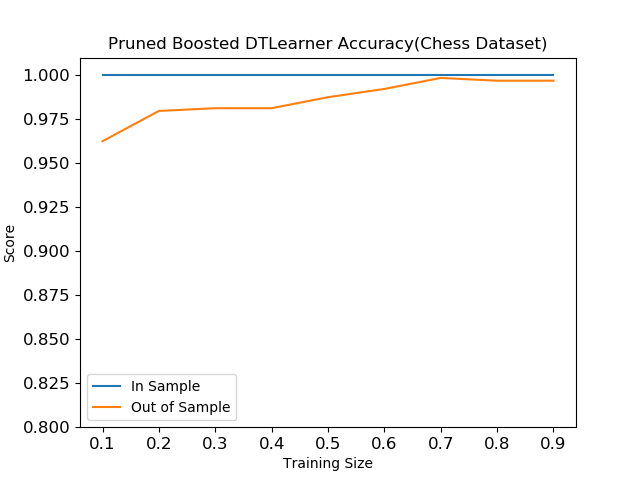 Pruned Boosted DTLearner Accuracy(Chess Dataset)
1.000
0.975
0.950
0.925
0.900
0.875
0.850
0.825
0.800
Score
In Sample
Out of Sample
0.1 0.2 0.3 0.4 0.5 0.6 0.7 0.8 0.9
Training Size